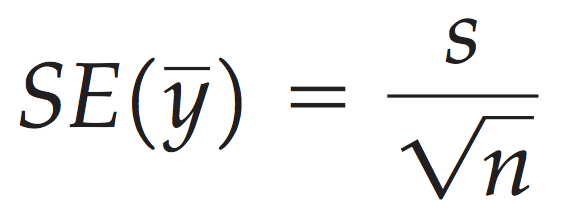 SE(y̅) = s/√n